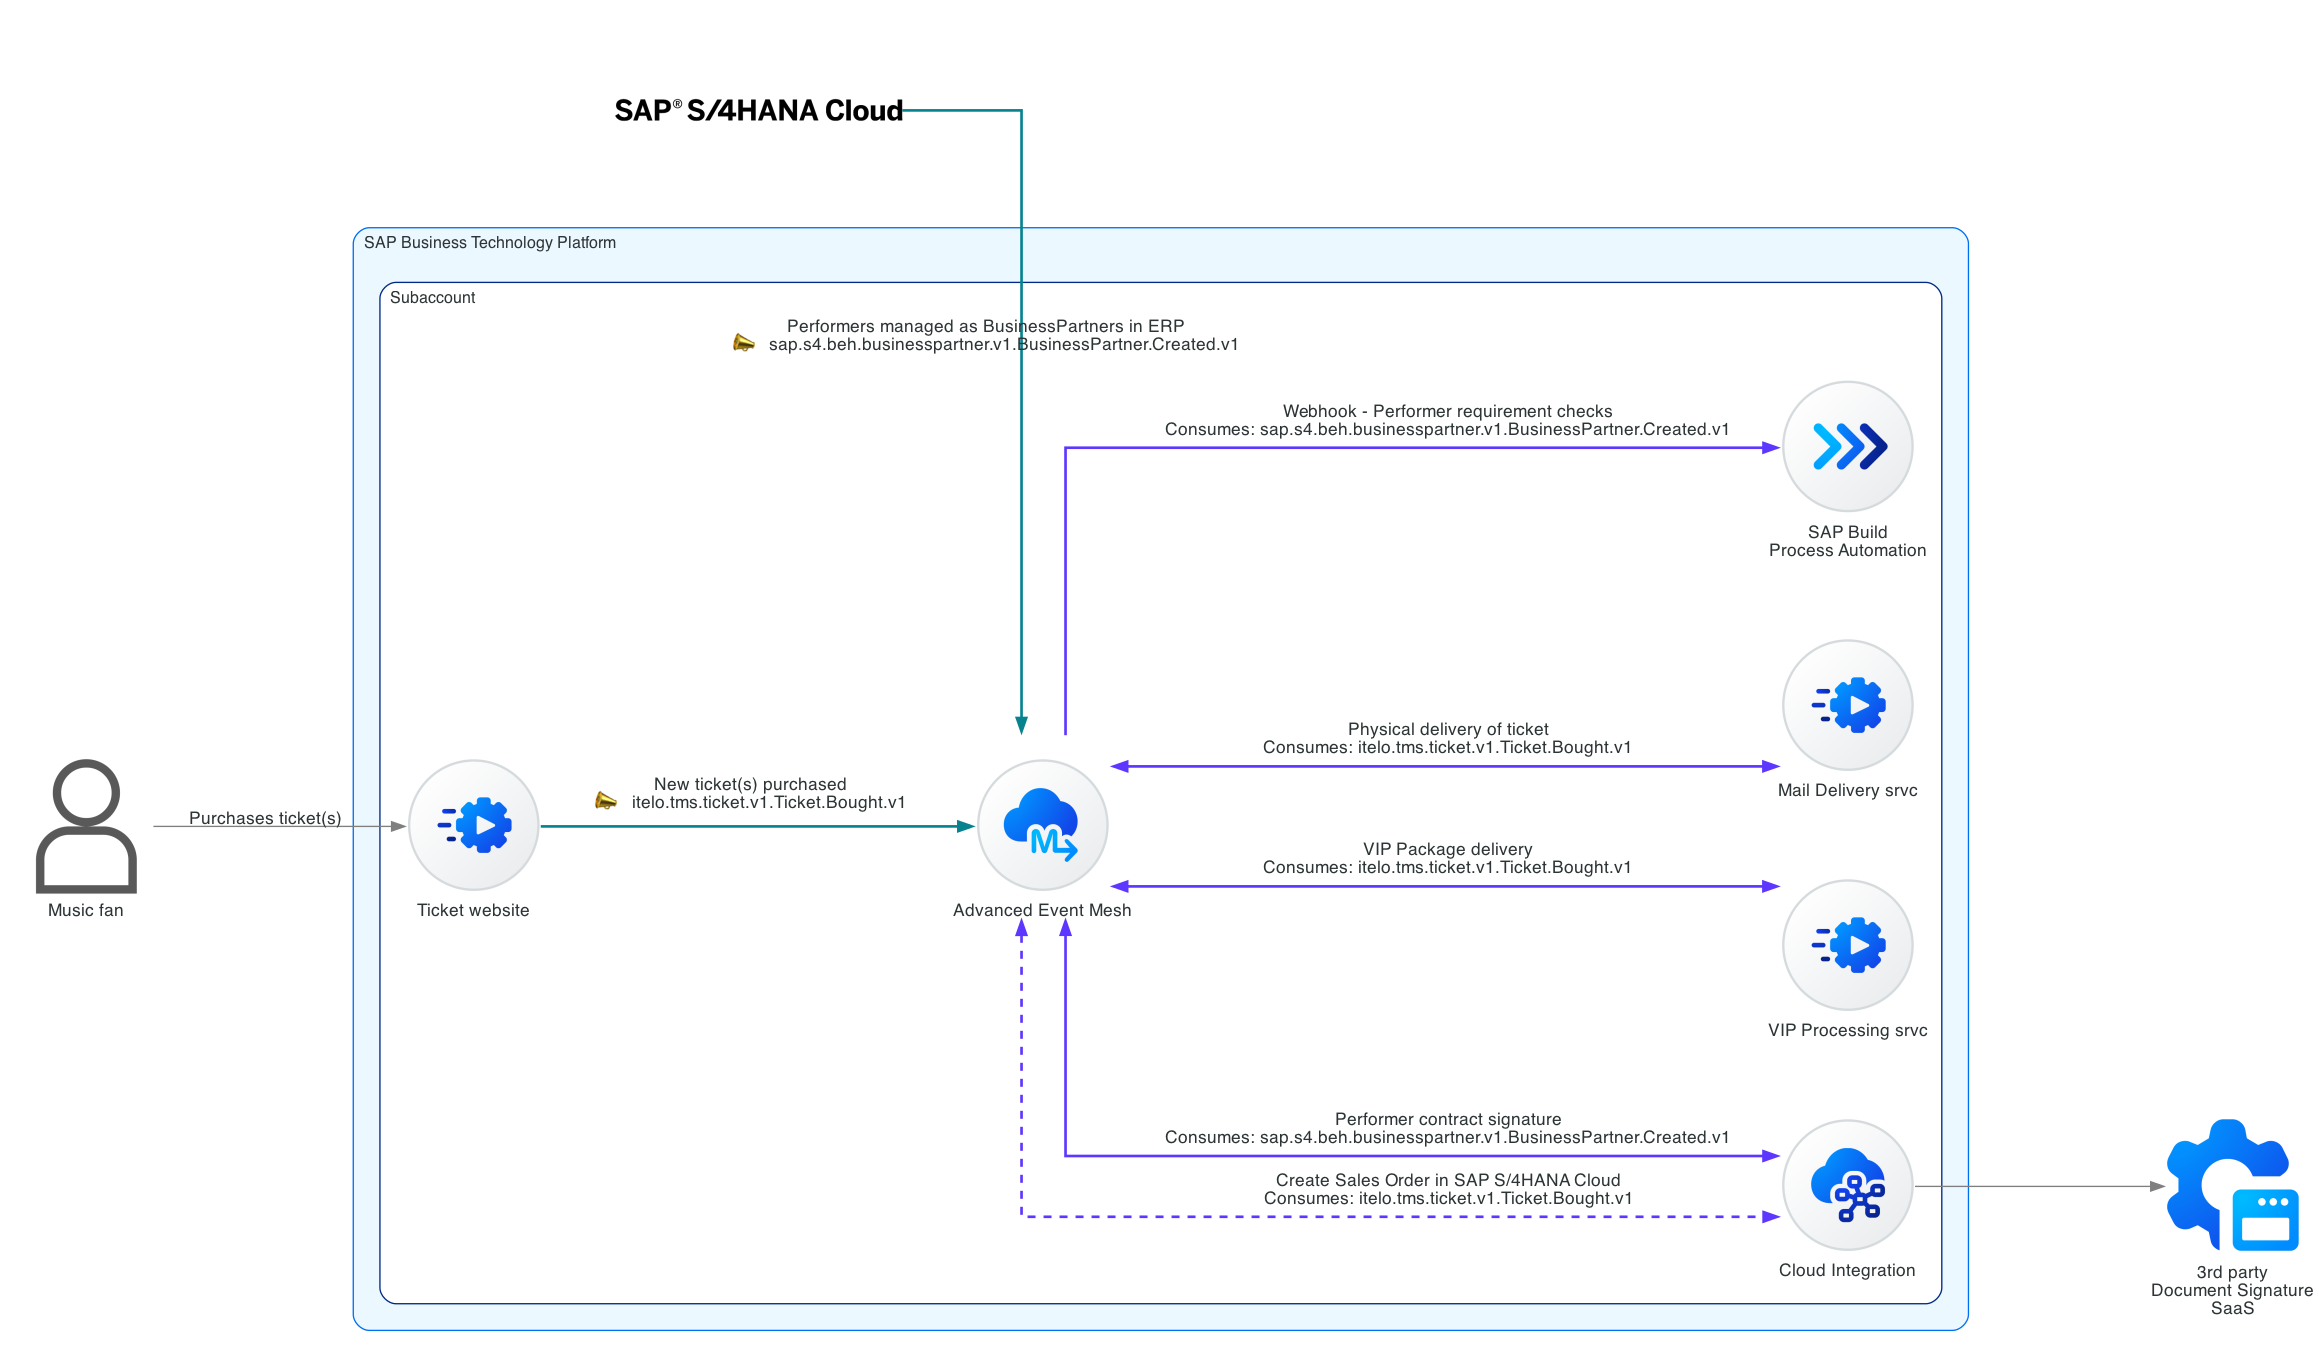 SAP® S/4HANA Cloud
SAP Business Technology Platform
Subaccount
Performers managed as BusinessPartners in ERP
sap.s4.beh.businesspartner.v1.BusinessPartner.Created.v1
Webhook - Performer requirement checks
Consumes: sap.s4.beh.businesspartner.v1.BusinessPartner.Created.v1
SAP Build
Process Automation
Physical delivery of ticket
Consumes: itelo.tms.ticket.v1.Ticket.Bought.v1
Mail Delivery srvc
New ticket(s) purchased
itelo.tms.ticket.v1.Ticket.Bought.v1
Purchases ticket(s)
Music fan
Ticket website
M
Advanced Event Mesh
VIP Package delivery
Consumes: itelo.tms.ticket.v1.Ticket.Bought.v1
VIP Processing srvc
Performer contract signature
Consumes: sap.s4.beh.businesspartner.v1.BusinessPartner.Created.v1
Create Sales Order in SAP S/4HANA Cloud
Consumes: itelo.tms.ticket.v1.Ticket.Bought.v1
Cloud Integration
3rd party
Document Signature
SaaS